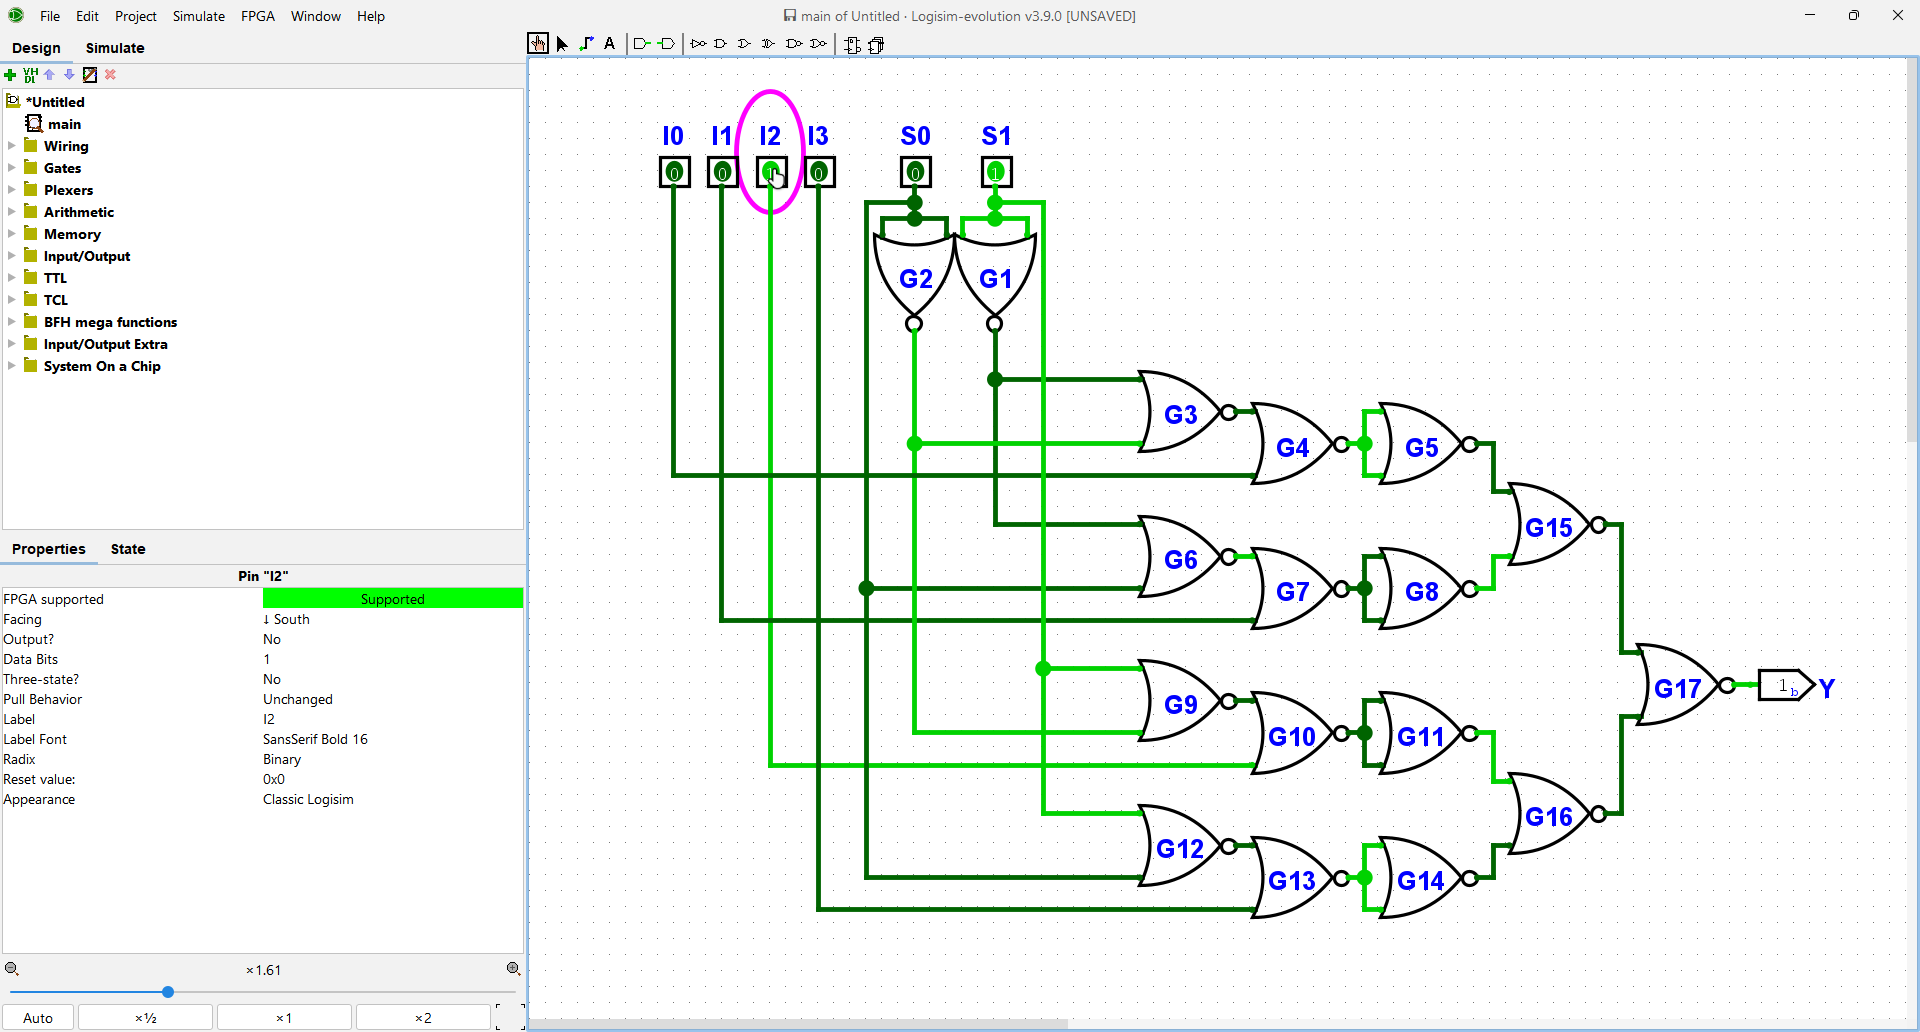 File Edit Project Simulate FPGA Window Help
main of Untitled · Logisim-evolution v3.9.0 [UNSAVED]
Design Simulate
A
VH
DL
*Untitled
main
Wiring
Gates
Plexers
Arithmetic
Memory
Input/Output
TTL
TCL
BFH mega functions
Input/Output Extra
System On a Chip
Properties State
Pin "I2"
FPGA supported Supported
Facing ↓ South
Output? No
Data Bits 1
Three-state? No
Pull Behavior Unchanged
Label I2
Label Font SansSerif Bold 16
Radix Binary
Reset value: 0x0
Appearance Classic Logisim
×1.61
Auto ×½ ×1 ×2
I0 I1 I2 I3 S0 S1
0 0 1 0 0 1
G2 G1
G3
G4 G5
G15
G6
G7 G8
G17 1b Y
G9
G10 G11
G16
G12
G13 G14